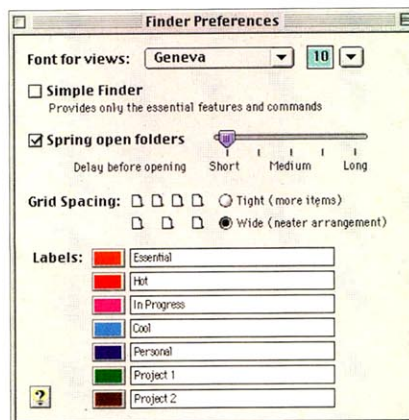 Finder Preferences
Font for views: Geneva 10
Simple Finder
Provides only the essential features and commands
Spring open folders
Delay before opening Short Medium Long
Grid Spacing: Tight (more items)
Wide (neater arrangement)
Labels: Essential
Hot
In Progress
Cool
Personal
Project 1
Project 2
?